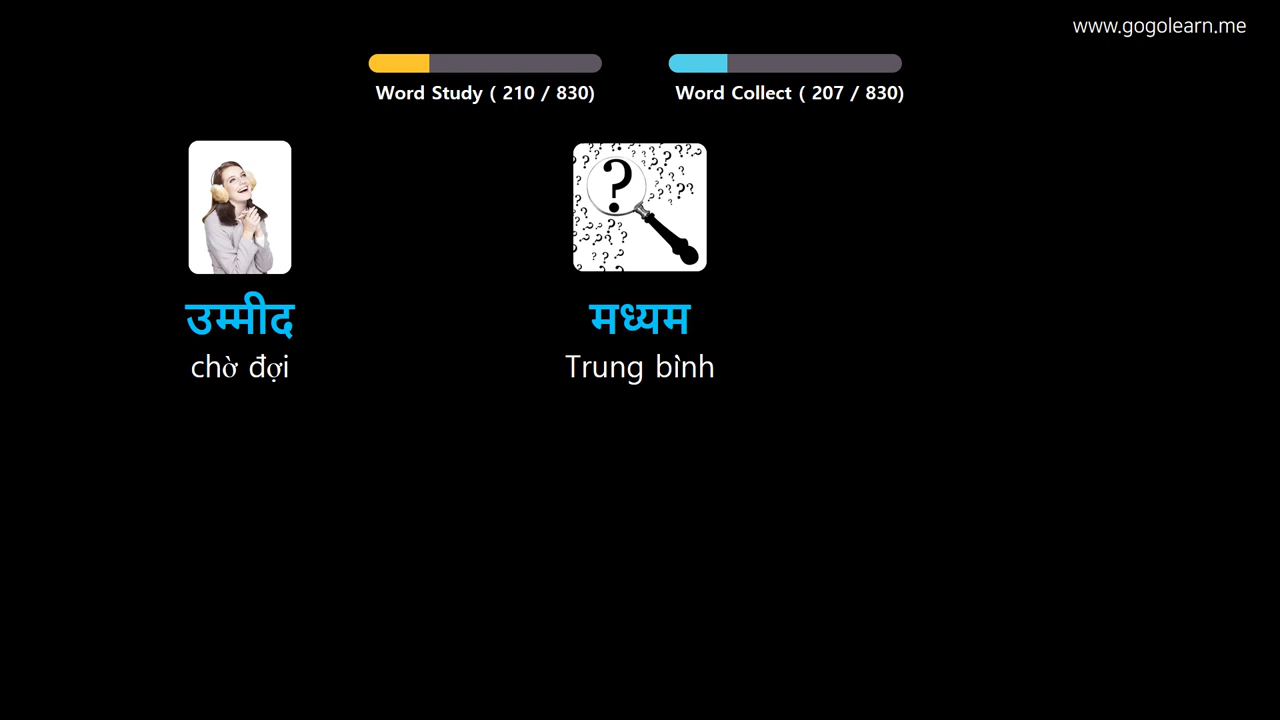 www.gogolearn.me
Word Study ( 210 / 830)
Word Collect ( 207 / 830)
उम्मीद
chờ đợi
मध्यम
Trung bình